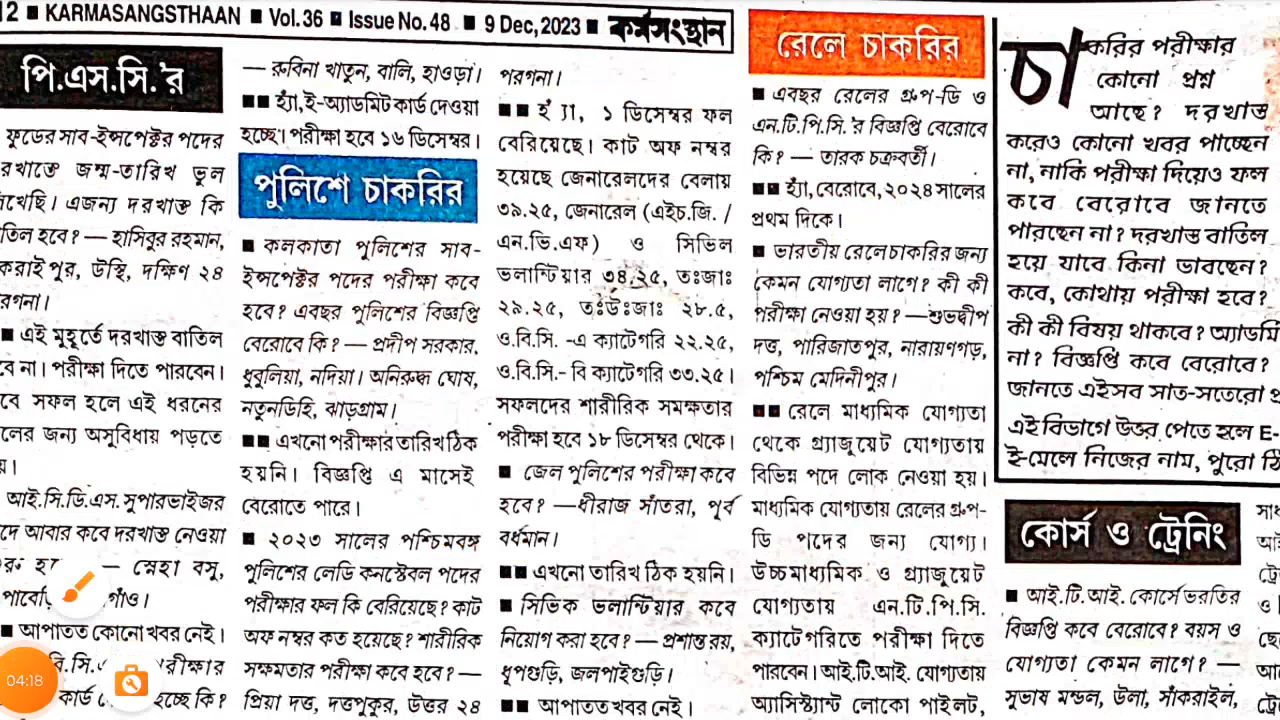 12 ■ KARMASANGSTHAAN ■ Vol. 36 ■ Issue No. 48 ■ 9 Dec, 2023 ■ কর্মসংস্থান
পি.এস.সি.'র
ফুডের সাব-ইন্সপেক্টর পদের
রখাস্তে জন্ম-তারিখ ভুল
লিখেছি। এজন্য দরখাস্ত কি
তিল হবে? — হাসিবুর রহমান,
করাইপুর, উস্থি, দক্ষিণ ২৪
রগনা।
■ এই মুহূর্তে দরখাস্ত বাতিল
বে না। পরীক্ষা দিতে পারবেন।
বে সফল হলে এই ধরনের
লের জন্য অসুবিধায় পড়তে
য়।
আই.সি.ডি.এস. সুপারভাইজর
দে আবার কবে দরখাস্ত নেওয়া
— স্নেহা বসু,
গাঁও।
■ আপাতত কোনো খবর নেই।
বি.সি. রীক্ষার
কার্ড হচ্ছে কি?
— রুবিনা খাতুন, বালি, হাওড়া।
■■ হ্যাঁ, ই-অ্যাডমিট কার্ড দেওয়া
হচ্ছে। পরীক্ষা হবে ১৬ ডিসেম্বর।
পুলিশে চাকরির
■ কলকাতা পুলিশের সাব-
ইন্সপেক্টর পদের পরীক্ষা কবে
হবে? এবছর পুলিশের বিজ্ঞপ্তি
বেরোবে কি? — প্রদীপ সরকার,
ধুবুলিয়া, নদিয়া। অনিরুদ্ধ ঘোষ,
নতুনডিহি, ঝাড়গ্রাম।
■■ এখনো পরীক্ষার তারিখ ঠিক
হয়নি। বিজ্ঞপ্তি এ মাসেই
বেরোতে পারে।
■ ২০২৩ সালের পশ্চিমবঙ্গ
পুলিশের লেডি কনস্টেবল পদের
পরীক্ষার ফল কি বেরিয়েছে? কাট
অফ নম্বর কত হয়েছে? শারীরিক
সক্ষমতার পরীক্ষা কবে হবে? —
প্রিয়া দত্ত, দত্তপুকুর, উত্তর ২৪
পরগনা।
■■ হ্যাঁ, ১ ডিসেম্বর ফল
বেরিয়েছে। কাট অফ নম্বর
হয়েছে জেনারেলদের বেলায়
৩৯.২৫, জেনারেল (এইচ.জি. /
এন.ভি.এফ) ও সিভিল
ভলান্টিয়ার ৩৪.২৫, তঃজাঃ
২৯.২৫, তঃউঃজাঃ ২৮.৫,
ও.বি.সি. -এ ক্যাটেগরি ২২.২৫,
ও.বি.সি.- বি ক্যাটেগরি ৩৩.২৫।
সফলদের শারীরিক সমক্ষতার
পরীক্ষা হবে ১৮ ডিসেম্বর থেকে।
■ জেল পুলিশের পরীক্ষা কবে
হবে? —ধীরাজ সাঁতরা, পূর্ব
বর্ধমান।
■■ এখনো তারিখ ঠিক হয়নি।
■ সিভিক ভলান্টিয়ার কবে
নিয়োগ করা হবে? — প্রশান্ত রয়,
ধূপগুড়ি, জলপাইগুড়ি।
■■ আপাতত খবর নেই।
রেলে চাকরির
■ এবছর রেলের গ্রুপ-ডি ও
এন.টি.পি.সি.'র বিজ্ঞপ্তি বেরোবে
কি? — তারক চক্রবর্তী।
■■ হ্যাঁ, বেরোবে, ২০২৪ সালের
প্রথম দিকে।
■ ভারতীয় রেলে চাকরির জন্য
কেমন যোগ্যতা লাগে? কী কী
পরীক্ষা নেওয়া হয়? —শুভদ্বীপ
দত্ত, পারিজাতপুর, নারায়ণগড়,
পশ্চিম মেদিনীপুর।
■■ রেলে মাধ্যমিক যোগ্যতা
থেকে গ্র্যাজুয়েট যোগ্যতায়
বিভিন্ন পদে লোক নেওয়া হয়।
মাধ্যমিক যোগ্যতায় রেলের গ্রুপ-
ডি পদের জন্য যোগ্য।
উচ্চমাধ্যমিক ও গ্র্যাজুয়েট
যোগ্যতায় এন.টি.পি.সি.
ক্যাটেগরিতে পরীক্ষা দিতে
পারবেন। আই.টি.আই. যোগ্যতায়
অ্যাসিস্ট্যান্ট লোকো পাইলট,
চাকরির পরীক্ষার
কোনো প্রশ্ন
আছে? দরখাস্ত
করেও কোনো খবর পাচ্ছেন
না, নাকি পরীক্ষা দিয়েও ফল
কবে বেরোবে জানতে
পারছেন না? দরখাস্ত বাতিল
হয়ে যাবে কিনা ভাবছেন?
কবে, কোথায় পরীক্ষা হবে?
কী কী বিষয় থাকবে? অ্যাডমি
না? বিজ্ঞপ্তি কবে বেরোবে?
জানতে এইসব সাত-সতেরো প্র
এই বিভাগে উত্তর পেতে হলে E-
ই-মেলে নিজের নাম, পুরো ঠি
কোর্স ও ট্রেনিং
■ আই.টি.আই. কোর্সে ভরতির
বিজ্ঞপ্তি কবে বেরোবে? বয়স ও
যোগ্যতা কেমন লাগে? —
সুভাষ মন্ডল, উলা, সাঁকরাইল,
04:18